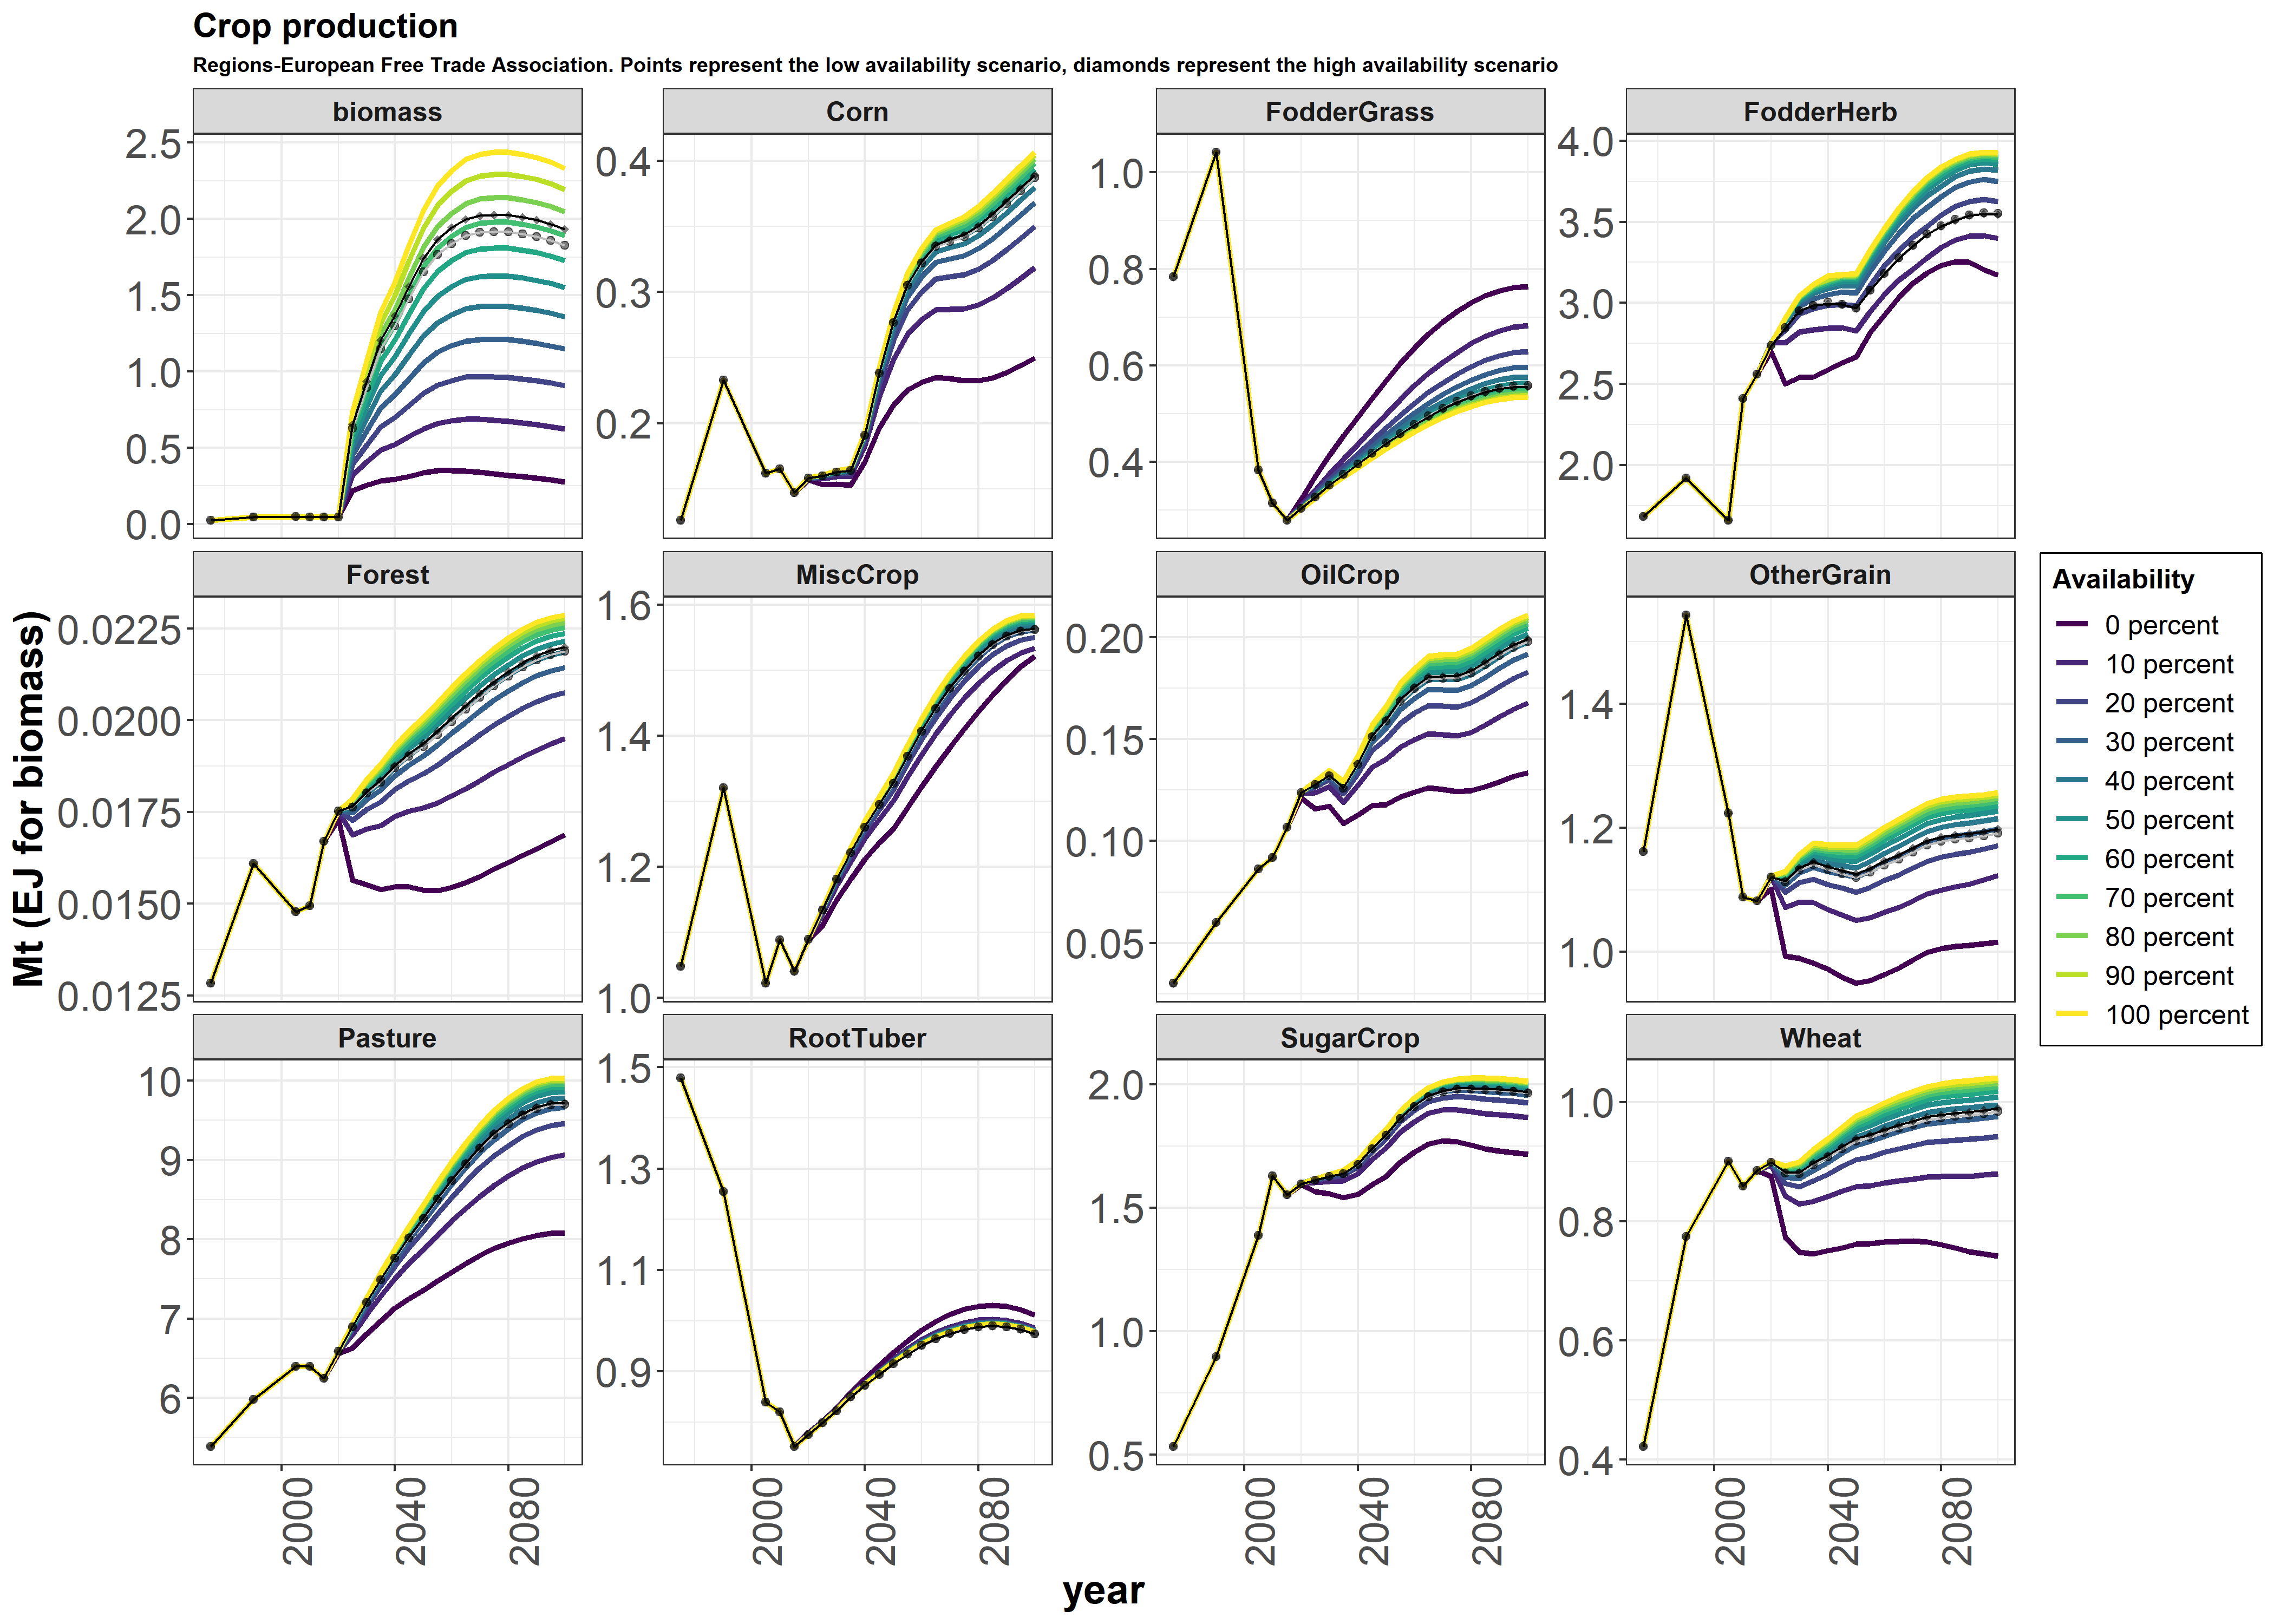 Crop production
Regions-European Free Trade Association. Points represent the low availability scenario, diamonds represent the high availability scenario
biomass
Corn
FodderGrass
FodderHerb
2.5
2.0
1.5
1.0
0.5
0.0
0.4
0.3
0.2
1.0
0.8
0.6
0.4
4.0
3.5
3.0
2.5
2.0
Forest
MiscCrop
OilCrop
OtherGrain
0.0225
0.0200
0.0175
0.0150
0.0125
1.6
1.4
1.2
1.0
0.20
0.15
0.10
0.05
1.4
1.2
1.0
Pasture
RootTuber
SugarCrop
Wheat
10
9
8
7
6
1.5
1.3
1.1
0.9
2.0
1.5
1.0
0.5
1.0
0.8
0.6
0.4
2000
2040
2080
2000
2040
2080
2000
2040
2080
2000
2040
2080
year
Mt (EJ for biomass)
Availability
0 percent
10 percent
20 percent
30 percent
40 percent
50 percent
60 percent
70 percent
80 percent
90 percent
100 percent